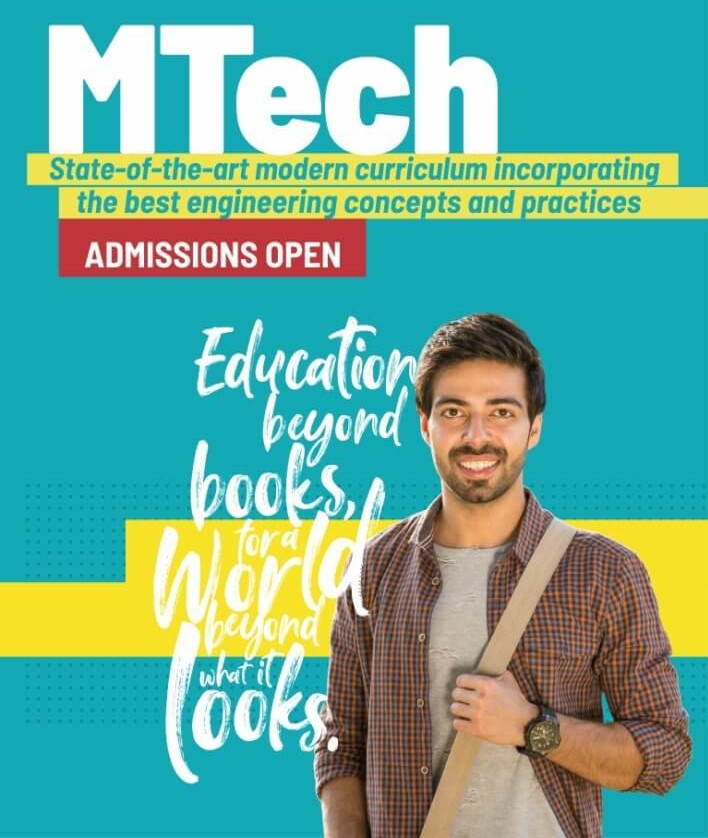 MTech
State-of-the-art modern curriculum incorporating
the best engineering concepts and practices
ADMISSIONS OPEN
Education
beyond
books,
for a
World
beyond
what it
looks.